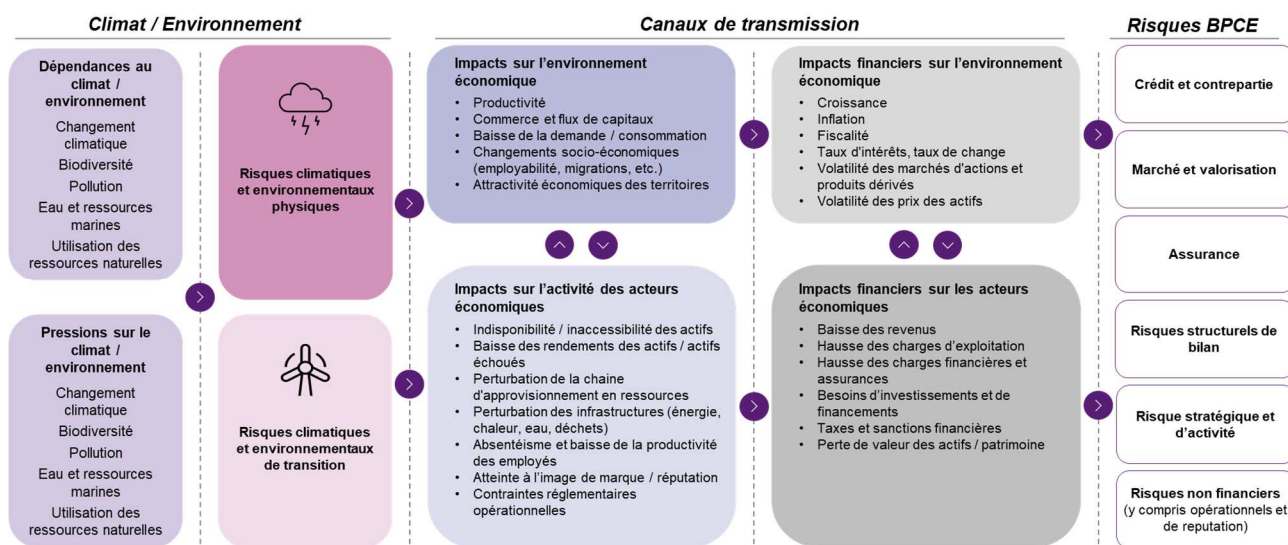 Climat / Environnement
Canaux de transmission
Risques BPCE
Dépendances au
climat /
environnement
Changement
climatique
Biodiversité
Pollution
Eau et ressources
marines
Utilisation des
ressources naturelles
Pressions sur le
climat /
environnement
Changement
climatique
Biodiversité
Pollution
Eau et ressources
marines
Utilisation des
ressources naturelles
Risques climatiques
et environnementaux
physiques
Risques climatiques
et environnementaux
de transition
Impacts sur l’environnement
économique
• Productivité
• Commerce et flux de capitaux
• Baisse de la demande / consommation
• Changements socio-économiques
(employabilité, migrations, etc.)
• Attractivité économiques des territoires
Impacts sur l’activité des acteurs
économiques
• Indisponibilité / inaccessibilité des actifs
• Baisse des rendements des actifs / actifs
échoués
• Perturbation de la chaine
d'approvisionnement en ressources
• Perturbation des infrastructures (énergie,
chaleur, eau, déchets)
• Absentéisme et baisse de la productivité
des employés
• Atteinte à l’image de marque / réputation
• Contraintes réglementaires
opérationnelles
Impacts financiers sur l’environnement
économique
• Croissance
• Inflation
• Fiscalité
• Taux d'intérêts, taux de change
• Volatilité des marchés d'actions et
produits dérivés
• Volatilité des prix des actifs
Impacts financiers sur les acteurs
économiques
• Baisse des revenus
• Hausse des charges d’exploitation
• Hausse des charges financières et
assurances
• Besoins d’investissements et de
financements
• Taxes et sanctions financières
• Perte de valeur des actifs / patrimoine
Crédit et contrepartie
Marché et valorisation
Assurance
Risques structurels de
bilan
Risque stratégique et
d’activité
Risques non financiers
(y compris opérationnels et
de reputation)